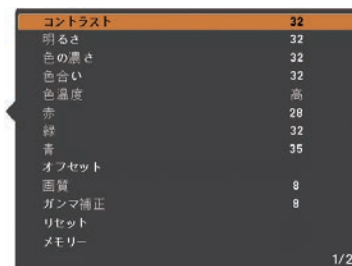 コントラスト 32
明るさ 32
色の濃さ 32
色合い 32
色温度 高
赤 28
緑 32
青 35
オフセット
画質 8
ガンマ補正 8
リセット
メモリー
1/2